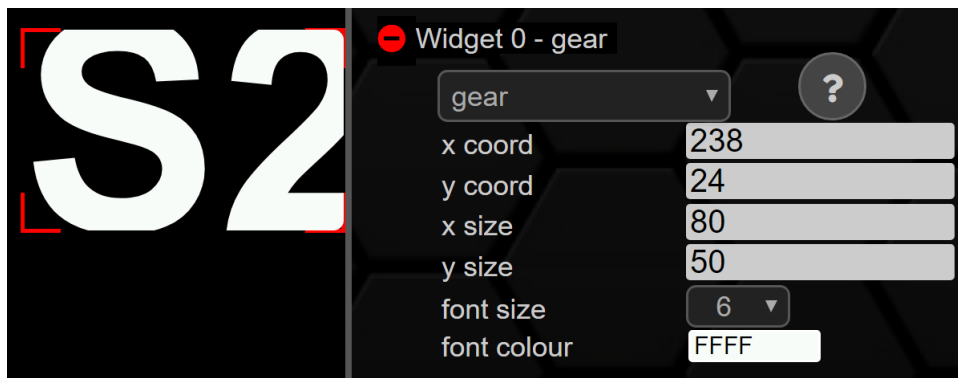 S2
Widget 0 - gear
gear ?
x coord 238
y coord 24
x size 80
y size 50
font size 6
font colour FFFF